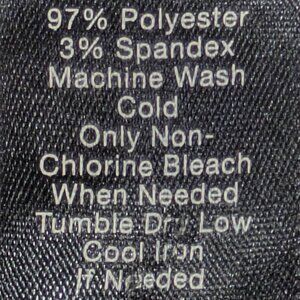 97% Polyester
3% Spandex
Machine Wash
Cold
Only Non-
Chlorine Bleach
When Needed
Tumble Dry Low
Cool Iron
If Needed